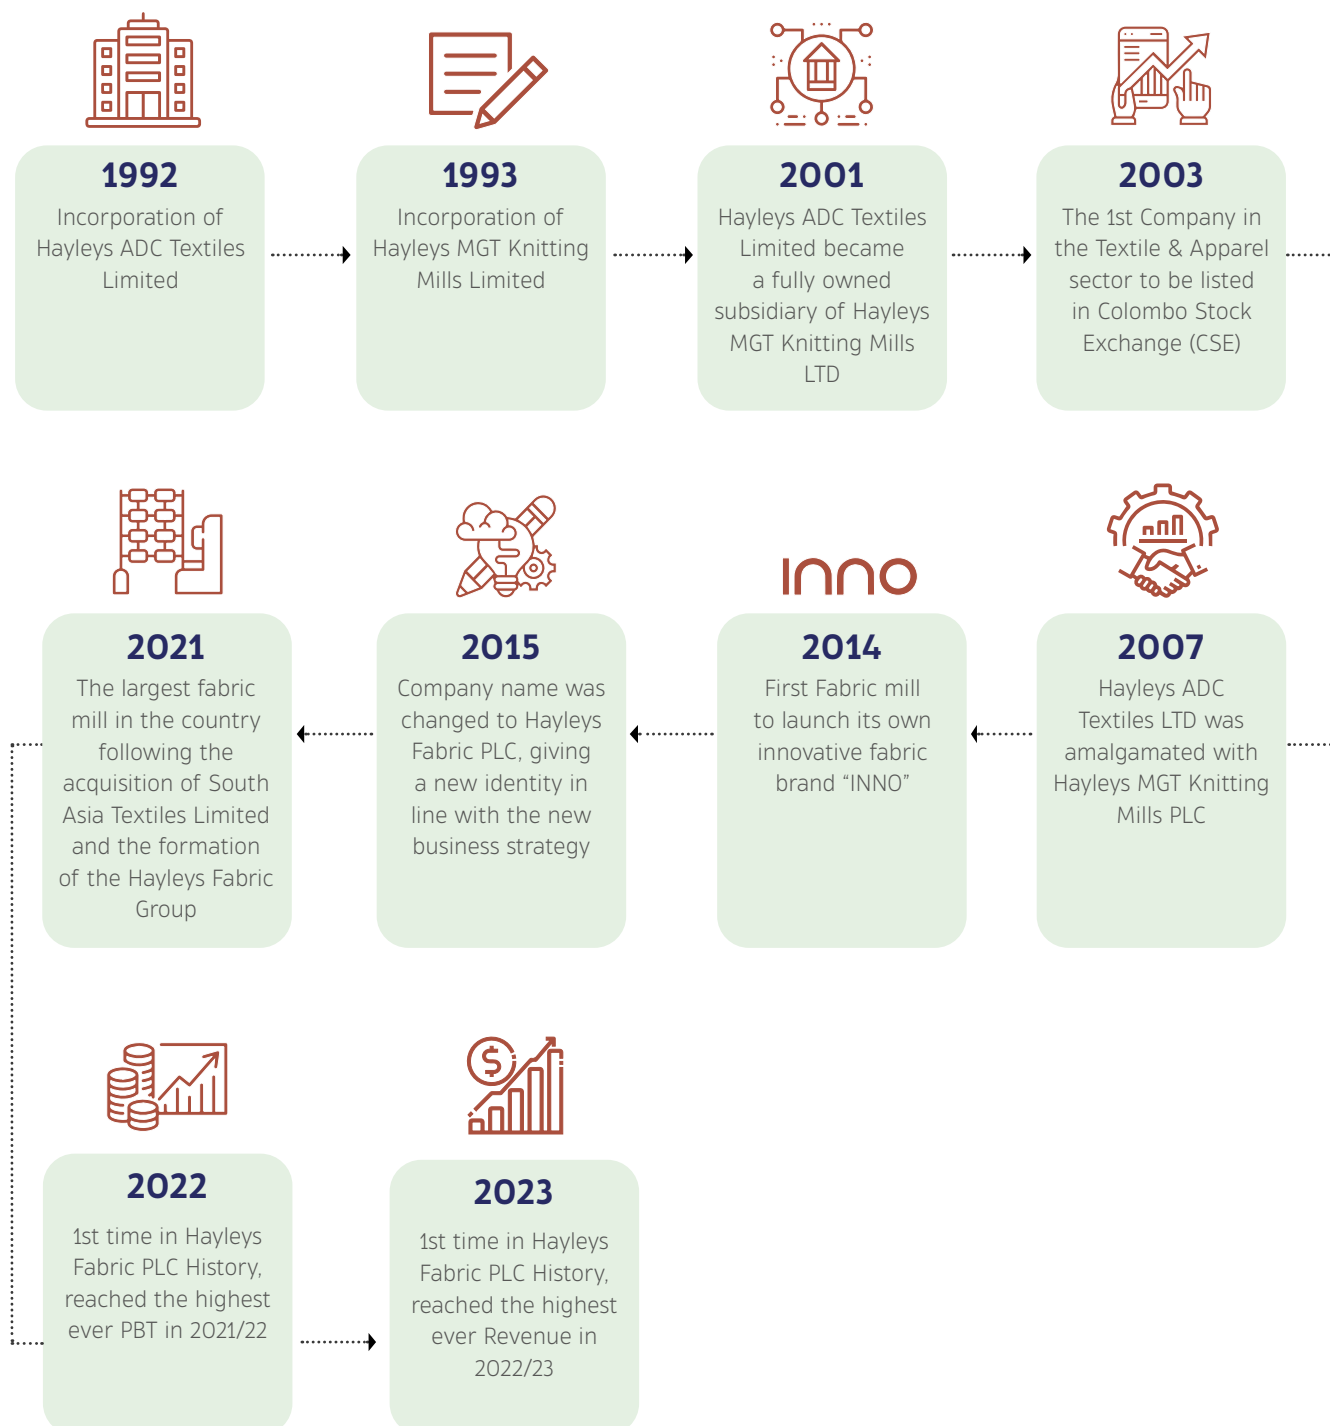 1992
Incorporation of
Hayleys ADC Textiles
Limited
1993
Incorporation of
Hayleys MGT Knitting
Mills Limited
2001
Hayleys ADC Textiles
Limited became
a fully owned
subsidiary of Hayleys
MGT Knitting Mills
LTD
2003
The 1st Company in
the Textile & Apparel
sector to be listed
in Colombo Stock
Exchange (CSE)
2007
Hayleys ADC
Textiles LTD was
amalgamated with
Hayleys MGT Knitting
Mills PLC
INNO
2014
First Fabric mill
to launch its own
innovative fabric
brand “INNO”
2015
Company name was
changed to Hayleys
Fabric PLC, giving
a new identity in
line with the new
business strategy
2021
The largest fabric
mill in the country
following the
acquisition of South
Asia Textiles Limited
and the formation
of the Hayleys Fabric
Group
2022
1st time in Hayleys
Fabric PLC History,
reached the highest
ever PBT in 2021/22
$
2023
1st time in Hayleys
Fabric PLC History,
reached the highest
ever Revenue in
2022/23